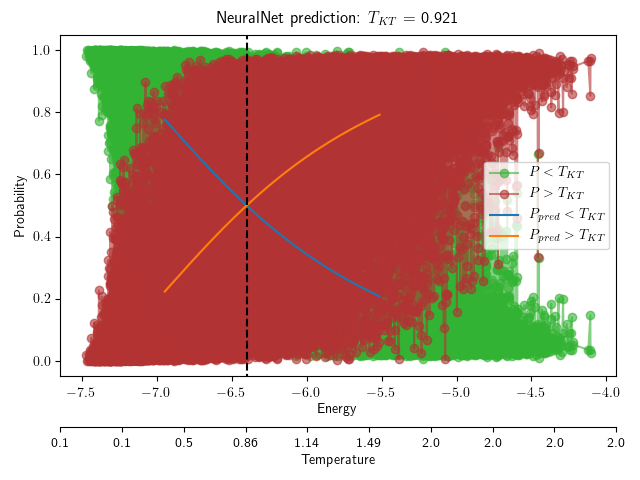 NeuralNet prediction: T_{KT} = 0.921
1.0
0.8
0.6
0.4
0.2
0.0
Probability
P < T_{KT}
P > T_{KT}
P_{pred} < T_{KT}
P_{pred} > T_{KT}
−7.5 −7.0 −6.5 −6.0 −5.5 −5.0 −4.5 −4.0
Energy
0.1 0.1 0.5 0.86 1.14 1.49 2.0 2.0 2.0 2.0
Temperature